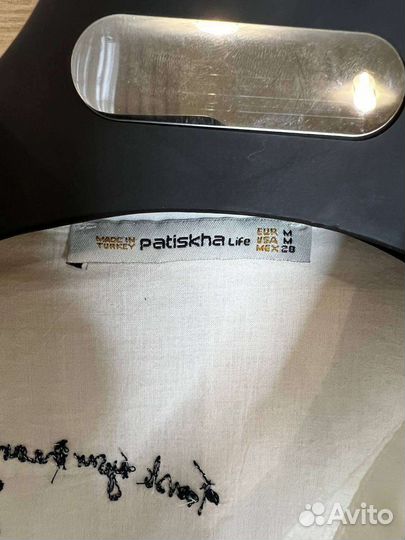 MADE IN
TURKEY
patiskha Life
EUR M
USA M
MEX 28
Avito